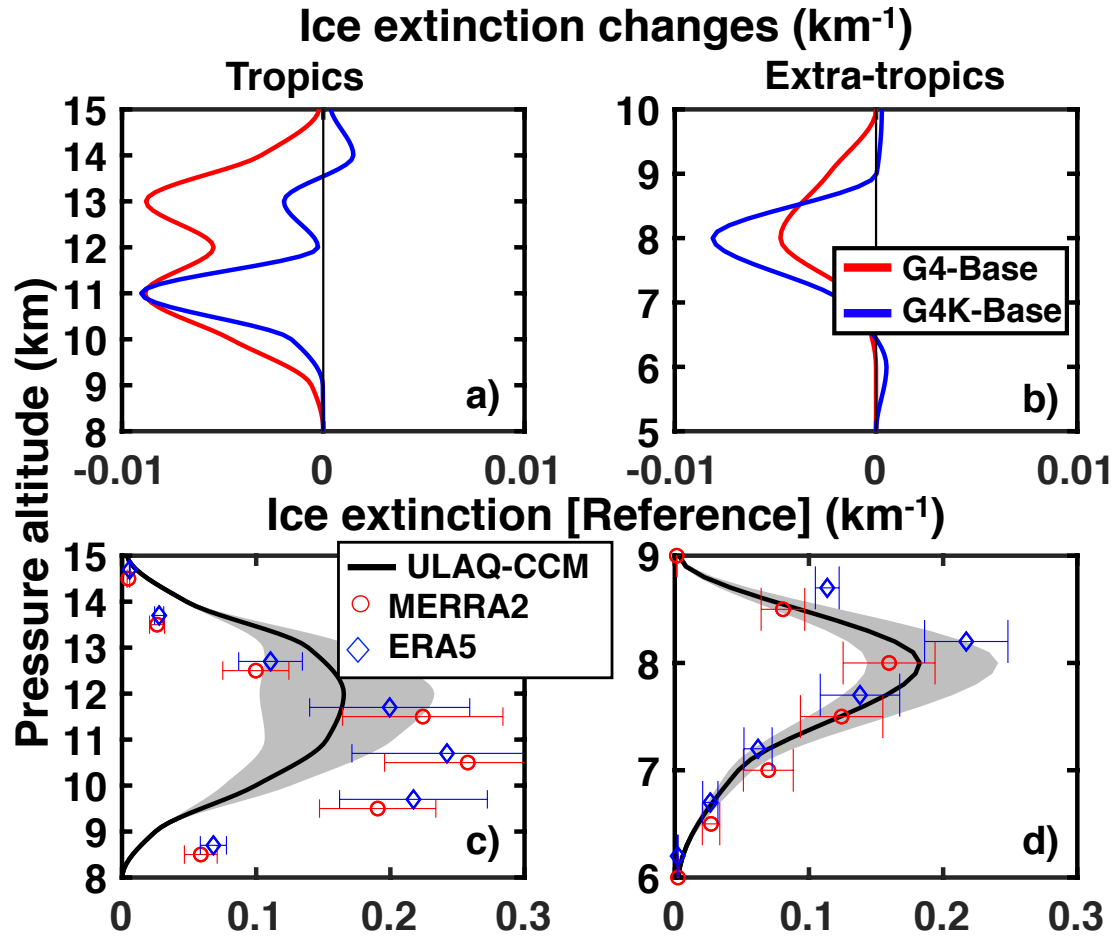 Ice extinction changes (km-1)
Tropics
Extra-tropics
Pressure altitude (km)
15
14
13
12
11
10
9
8
-0.01
0
0.01
a)
10
9
8
7
6
5
-0.01
0
0.01
G4-Base
G4K-Base
b)
Ice extinction [Reference] (km-1)
15
14
13
12
11
10
9
8
0
0.1
0.2
0.3
ULAQ-CCM
MERRA2
ERA5
c)
9
8
7
6
0
0.1
0.2
0.3
d)